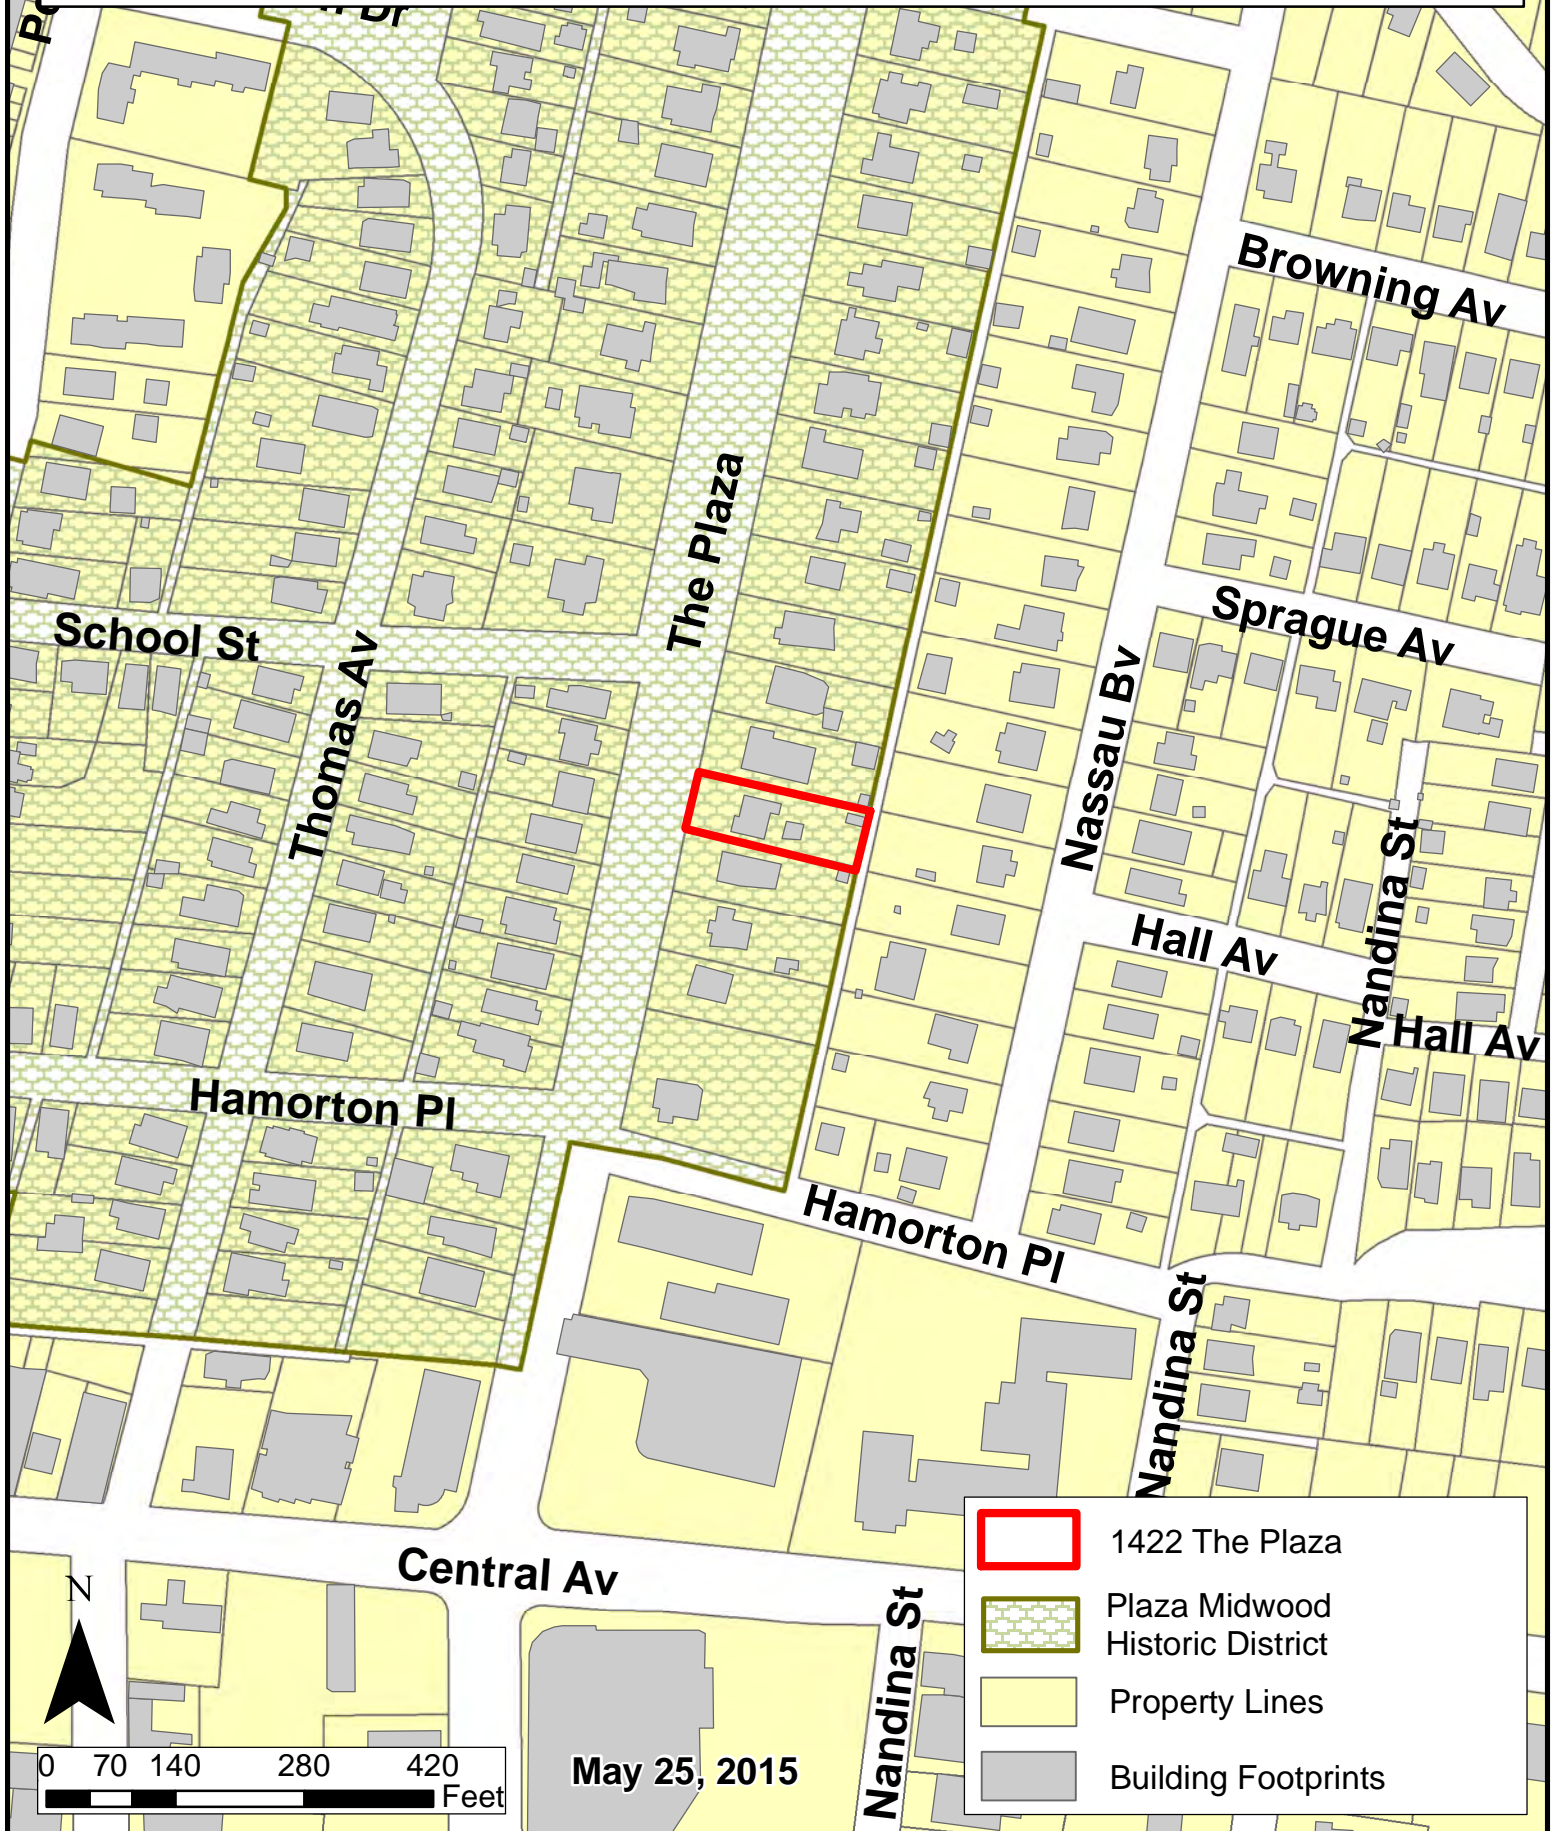 Browning Av
The Plaza
School St
Sprague Av
Thomas Av
Nassau Bv
Nandina St
Hall Av
Hall Av
Hamorton Pl
Hamorton Pl
Nandina St
Central Av
Nandina St
N
0 70 140 280 420
Feet
May 25, 2015
1422 The Plaza
Plaza Midwood
Historic District
Property Lines
Building Footprints